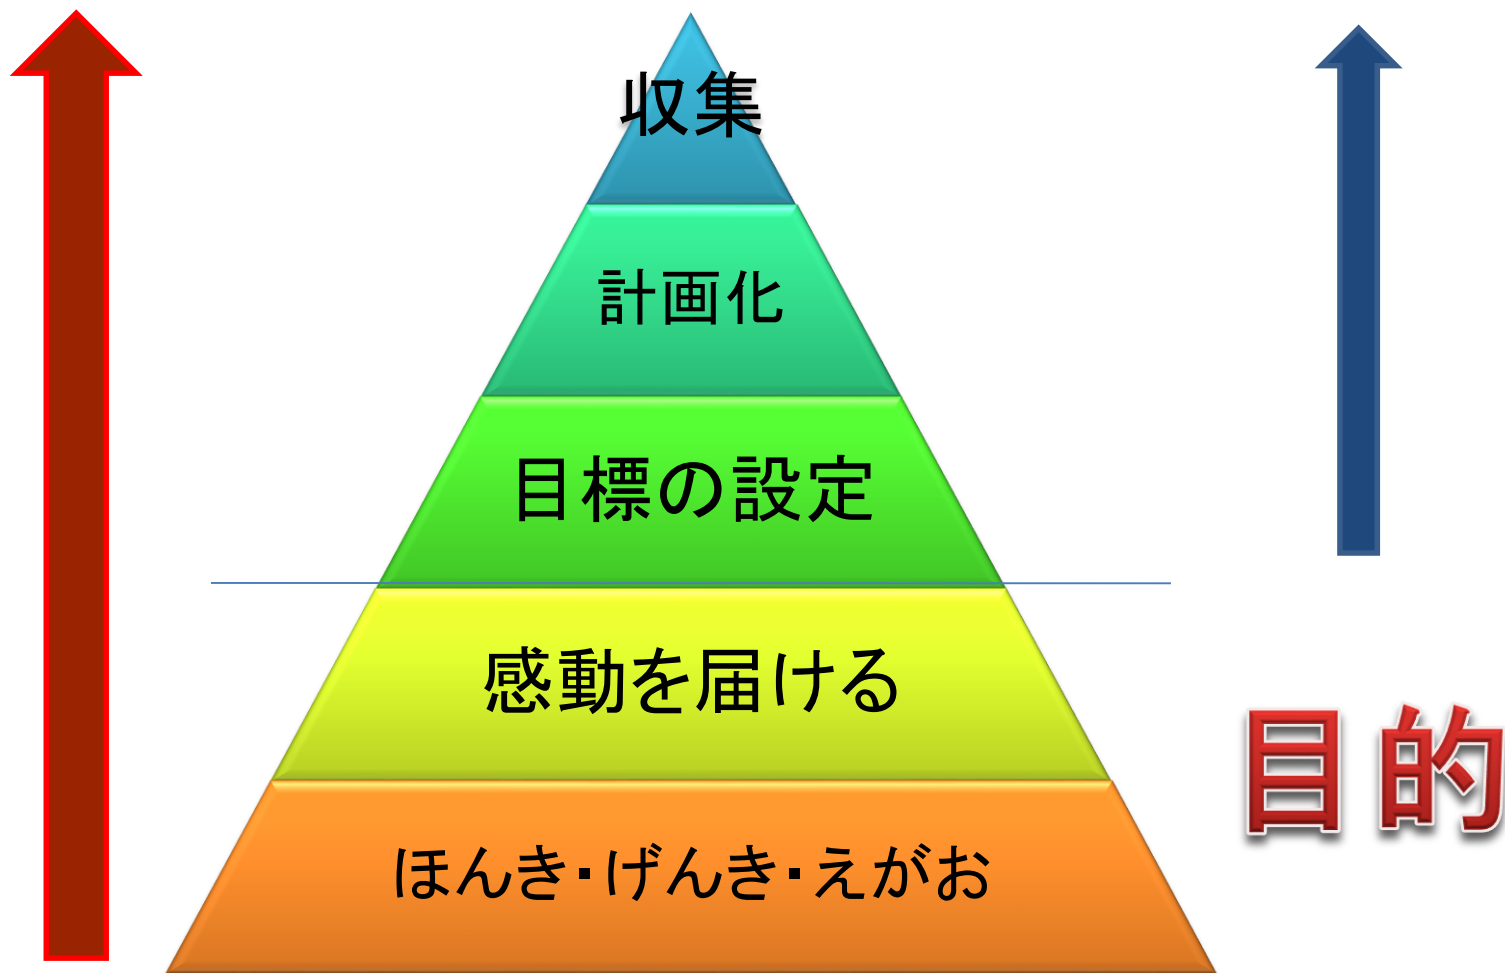 収集
計画化
目標の設定
感動を届ける
目的
ほんき・げんき・えがお